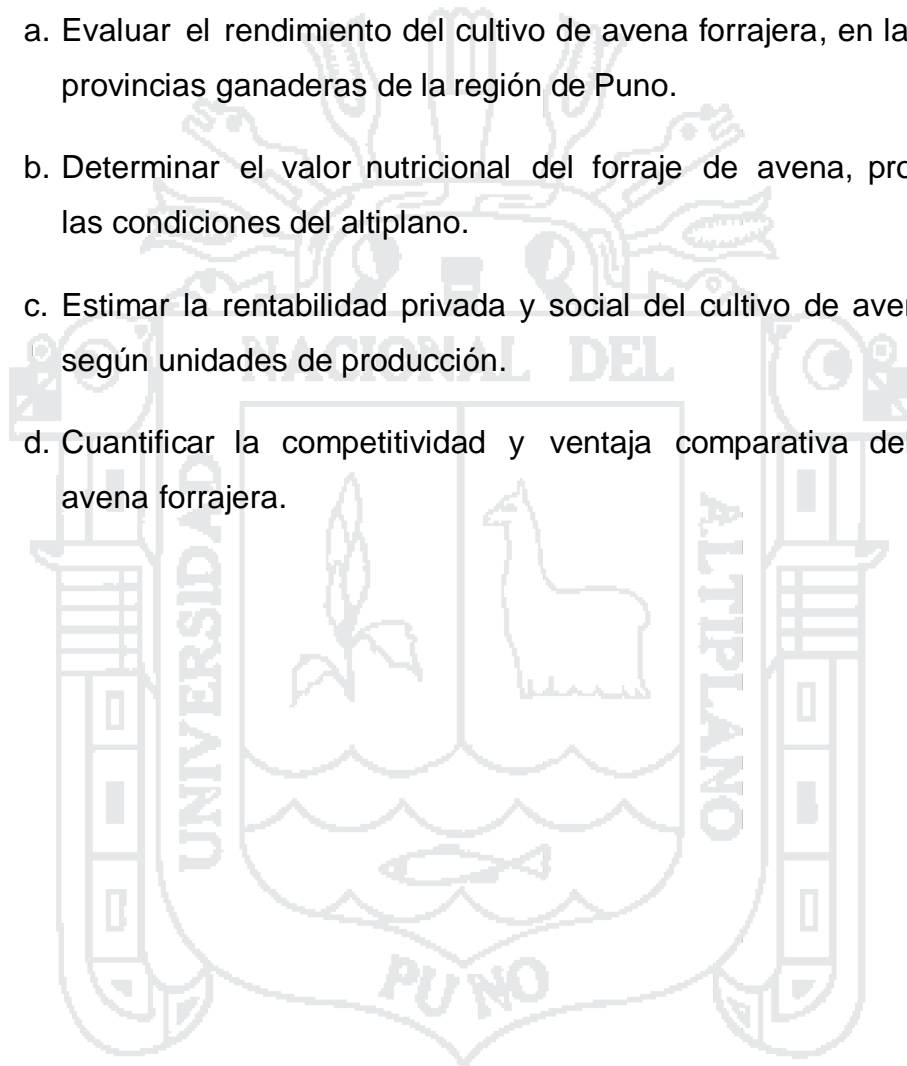 a. Evaluar el rendimiento del cultivo de avena forrajera, en la
provincias ganaderas de la región de Puno.
b. Determinar el valor nutricional del forraje de avena, pro
las condiciones del altiplano.
c. Estimar la rentabilidad privada y social del cultivo de ave
según unidades de producción.
NACIONAL DEL
d. Cuantificar la competitividad y ventaja comparativa de
avena forrajera.
UNIVERSIDAD
ALTIPLANO
PUNO